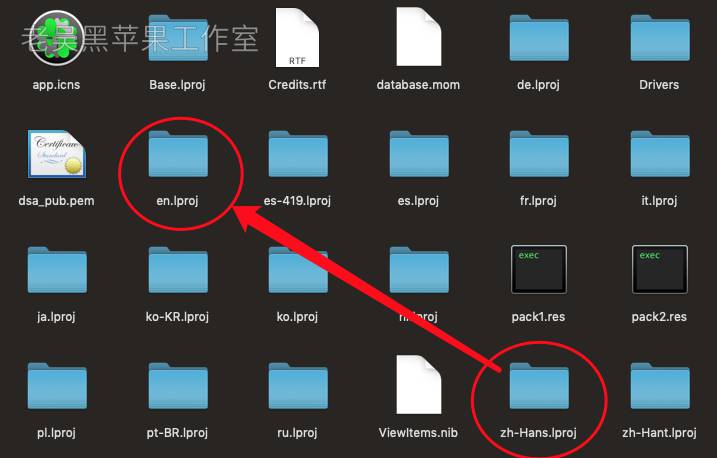 老吴黑苹果工作室
RTF
app.icns Base.lproj Credits.rtf database.mom de.lproj Drivers
Certificate
Standard
dsa_pub.pem en.lproj es-419.lproj es.lproj fr.lproj it.lproj
exec exec
ja.lproj ko-KR.lproj ko.lproj pack1.res pack2.res
pl.lproj pt-BR.lproj ru.lproj ViewItems.nib zh-Hans.lproj zh-Hant.lproj